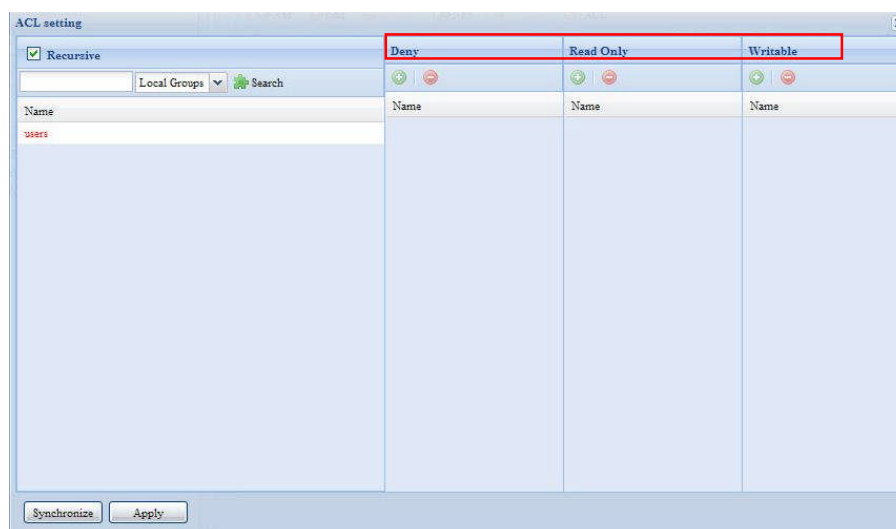 ACL setting
Recursive
Deny
Read Only
Writable
Local Groups
Search
Name
Name
Name
Name
users
Synchronize
Apply